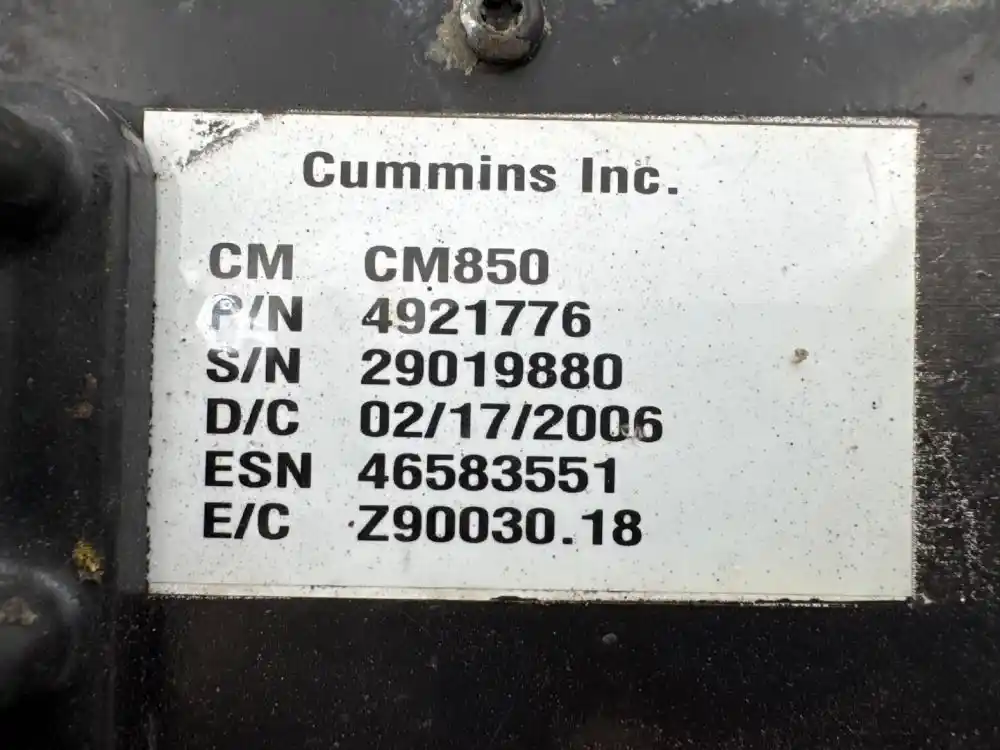 Cummins Inc.
CM CM850
P/N 4921776
S/N 29019880
D/C 02/17/2006
ESN 46583551
E/C Z90030.18